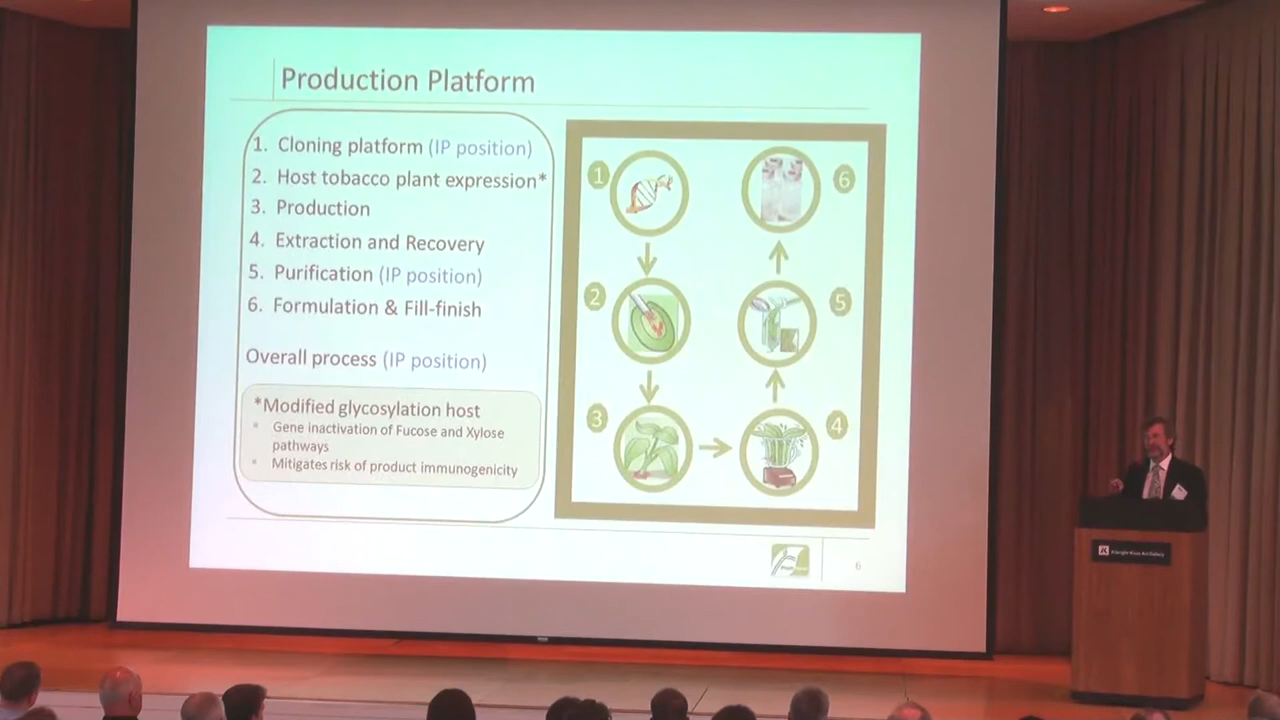 Production Platform
1. Cloning platform (IP position)
2. Host tobacco plant expression*
3. Production
4. Extraction and Recovery
5. Purification (IP position)
6. Formulation & Fill-finish
Overall process (IP position)
*Modified glycosylation host
Gene inactivation of Fucose and Xylose
pathways
Mitigates risk of product immunogenicity
1
6
2
5
3
4
6